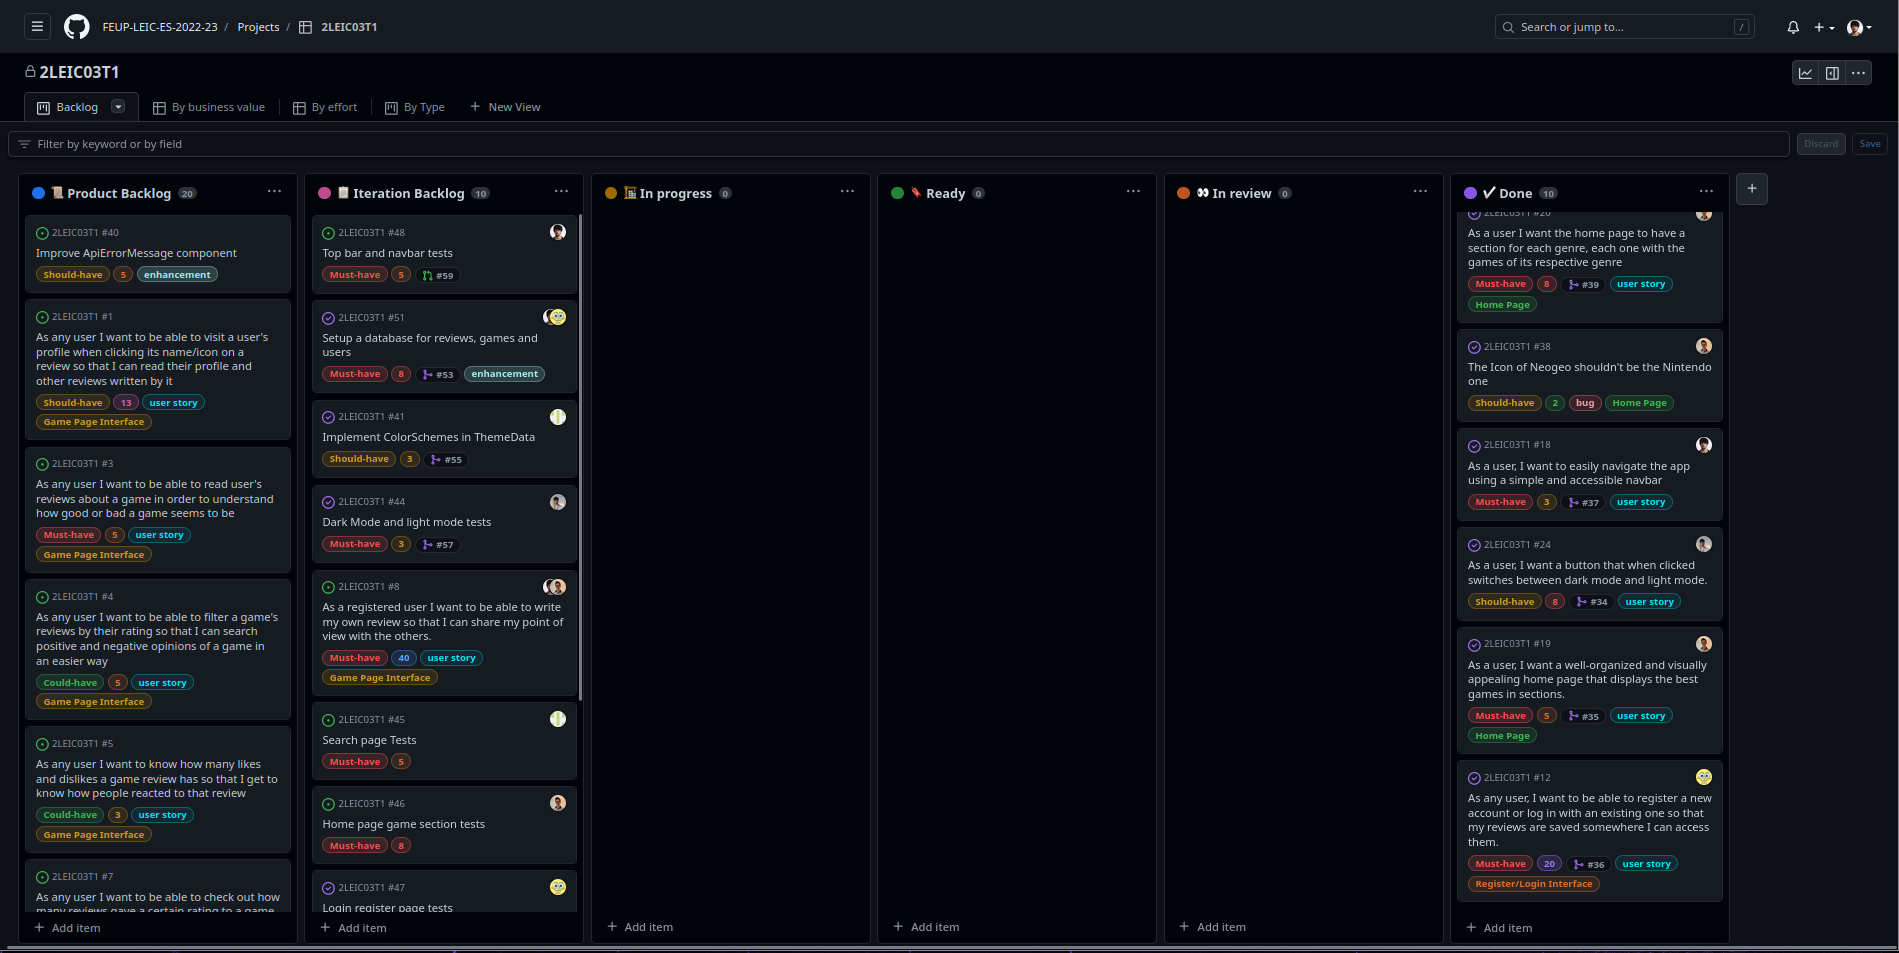 FEUP-LEIC-ES-2022-23 / Projects / 2LEIC03T1
Search or jump to... /
2LEIC03T1
Backlog By business value By effort By Type + New View
Filter by keyword or by field
Discard Save
Product Backlog 20
2LEIC03T1 #40
Improve ApiErrorMessage component
Should-have 5 enhancement
2LEIC03T1 #1
As any user I want to be able to visit a user's
profile when clicking its name/icon on a
review so that I can read their profile and
other reviews written by it
Should-have 13 user story
Game Page Interface
2LEIC03T1 #3
As any user I want to be able to read user's
reviews about a game in order to understand
how good or bad a game seems to be
Must-have 5 user story
Game Page Interface
2LEIC03T1 #4
As any user I want to be able to filter a game's
reviews by their rating so that I can search
positive and negative opinions of a game in
an easier way
Could-have 5 user story
Game Page Interface
2LEIC03T1 #5
As any user I want to know how many likes
and dislikes a game review has so that I get to
know how people reacted to that review
Could-have 3 user story
Game Page Interface
2LEIC03T1 #7
As any user I want to be able to check out how
many reviews gave a certain rating to a game
+ Add item
Iteration Backlog 10
2LEIC03T1 #48
Top bar and navbar tests
Must-have 5 #59
2LEIC03T1 #51
Setup a database for reviews, games and
users
Must-have 8 #53 enhancement
2LEIC03T1 #41
Implement ColorSchemes in ThemeData
Should-have 3 #55
2LEIC03T1 #44
Dark Mode and light mode tests
Must-have 3 #57
2LEIC03T1 #8
As a registered user I want to be able to write
my own review so that I can share my point of
view with the others.
Must-have 40 user story
Game Page Interface
2LEIC03T1 #45
Search page Tests
Must-have 5
2LEIC03T1 #46
Home page game section tests
Must-have 8
2LEIC03T1 #47
Login register page tests
+ Add item
In progress 0
+ Add item
Ready 0
+ Add item
In review 0
+ Add item
Done 10
2LEIC03T1 #20
As a user I want the home page to have a
section for each genre, each one with the
games of its respective genre
Must-have 8 #39 user story
Home Page
2LEIC03T1 #38
The Icon of Neogeo shouldn't be the Nintendo
one
Should-have 2 bug Home Page
2LEIC03T1 #18
As a user, I want to easily navigate the app
using a simple and accessible navbar
Must-have 3 #37 user story
2LEIC03T1 #24
As a user, I want a button that when clicked
switches between dark mode and light mode.
Should-have 8 #34 user story
2LEIC03T1 #19
As a user, I want a well-organized and visually
appealing home page that displays the best
games in sections.
Must-have 5 #35 user story
Home Page
2LEIC03T1 #12
As any user, I want to be able to register a new
account or log in with an existing one so that
my reviews are saved somewhere I can access
them.
Must-have 20 #36 user story
Register/Login Interface
+ Add item
+